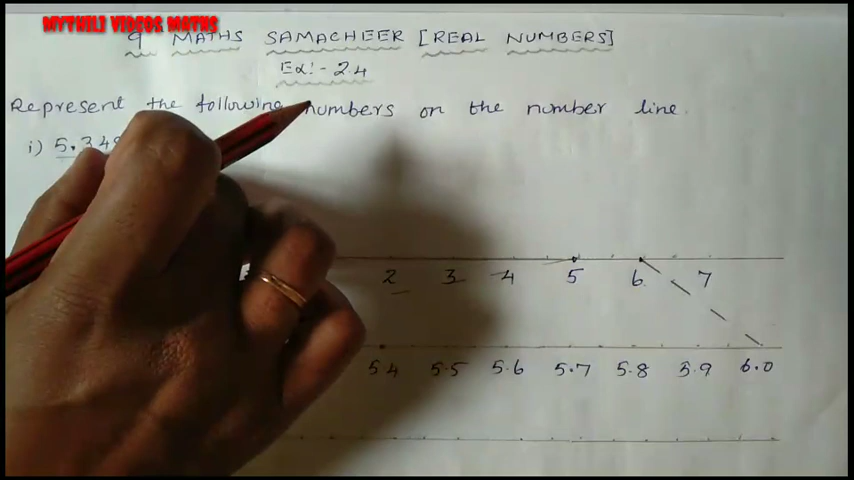 MYTHILI VIDEOS MATHS
9 MATHS SAMACHEER [REAL NUMBERS]
Ex:- 2.4
Represent the following numbers on the number line.
i) 5.348
2 3 4 5 6 7
5.4 5.5 5.6 5.7 5.8 5.9 6.0